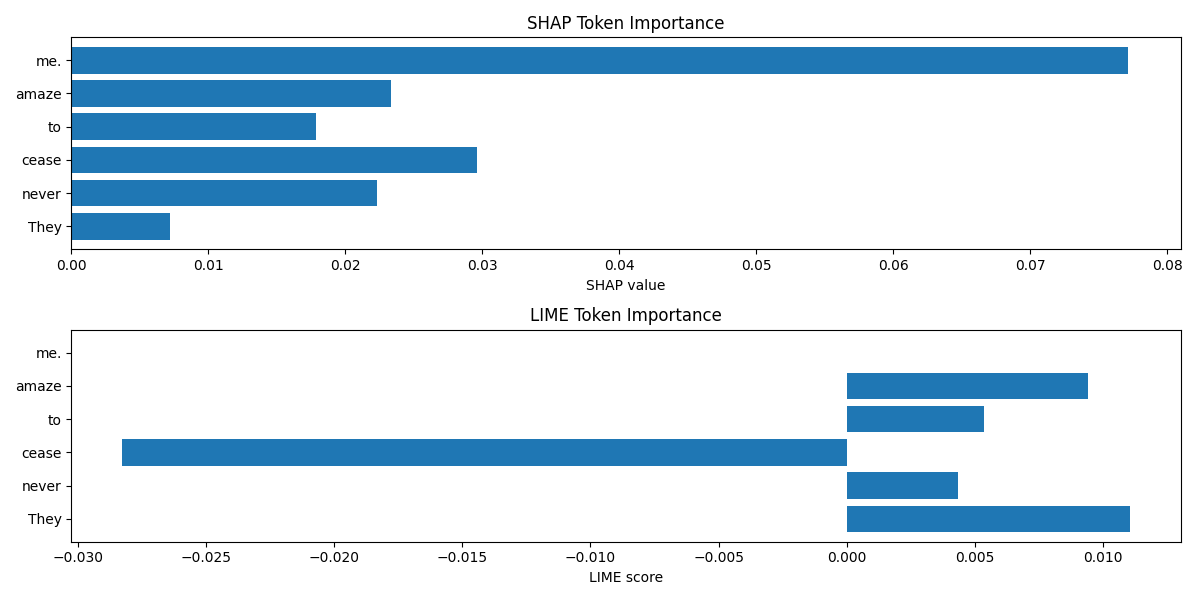 SHAP Token Importance
me.
amaze
to
cease
never
They
0.00 0.01 0.02 0.03 0.04 0.05 0.06 0.07 0.08
SHAP value
LIME Token Importance
me.
amaze
to
cease
never
They
−0.030 −0.025 −0.020 −0.015 −0.010 −0.005 0.000 0.005 0.010
LIME score